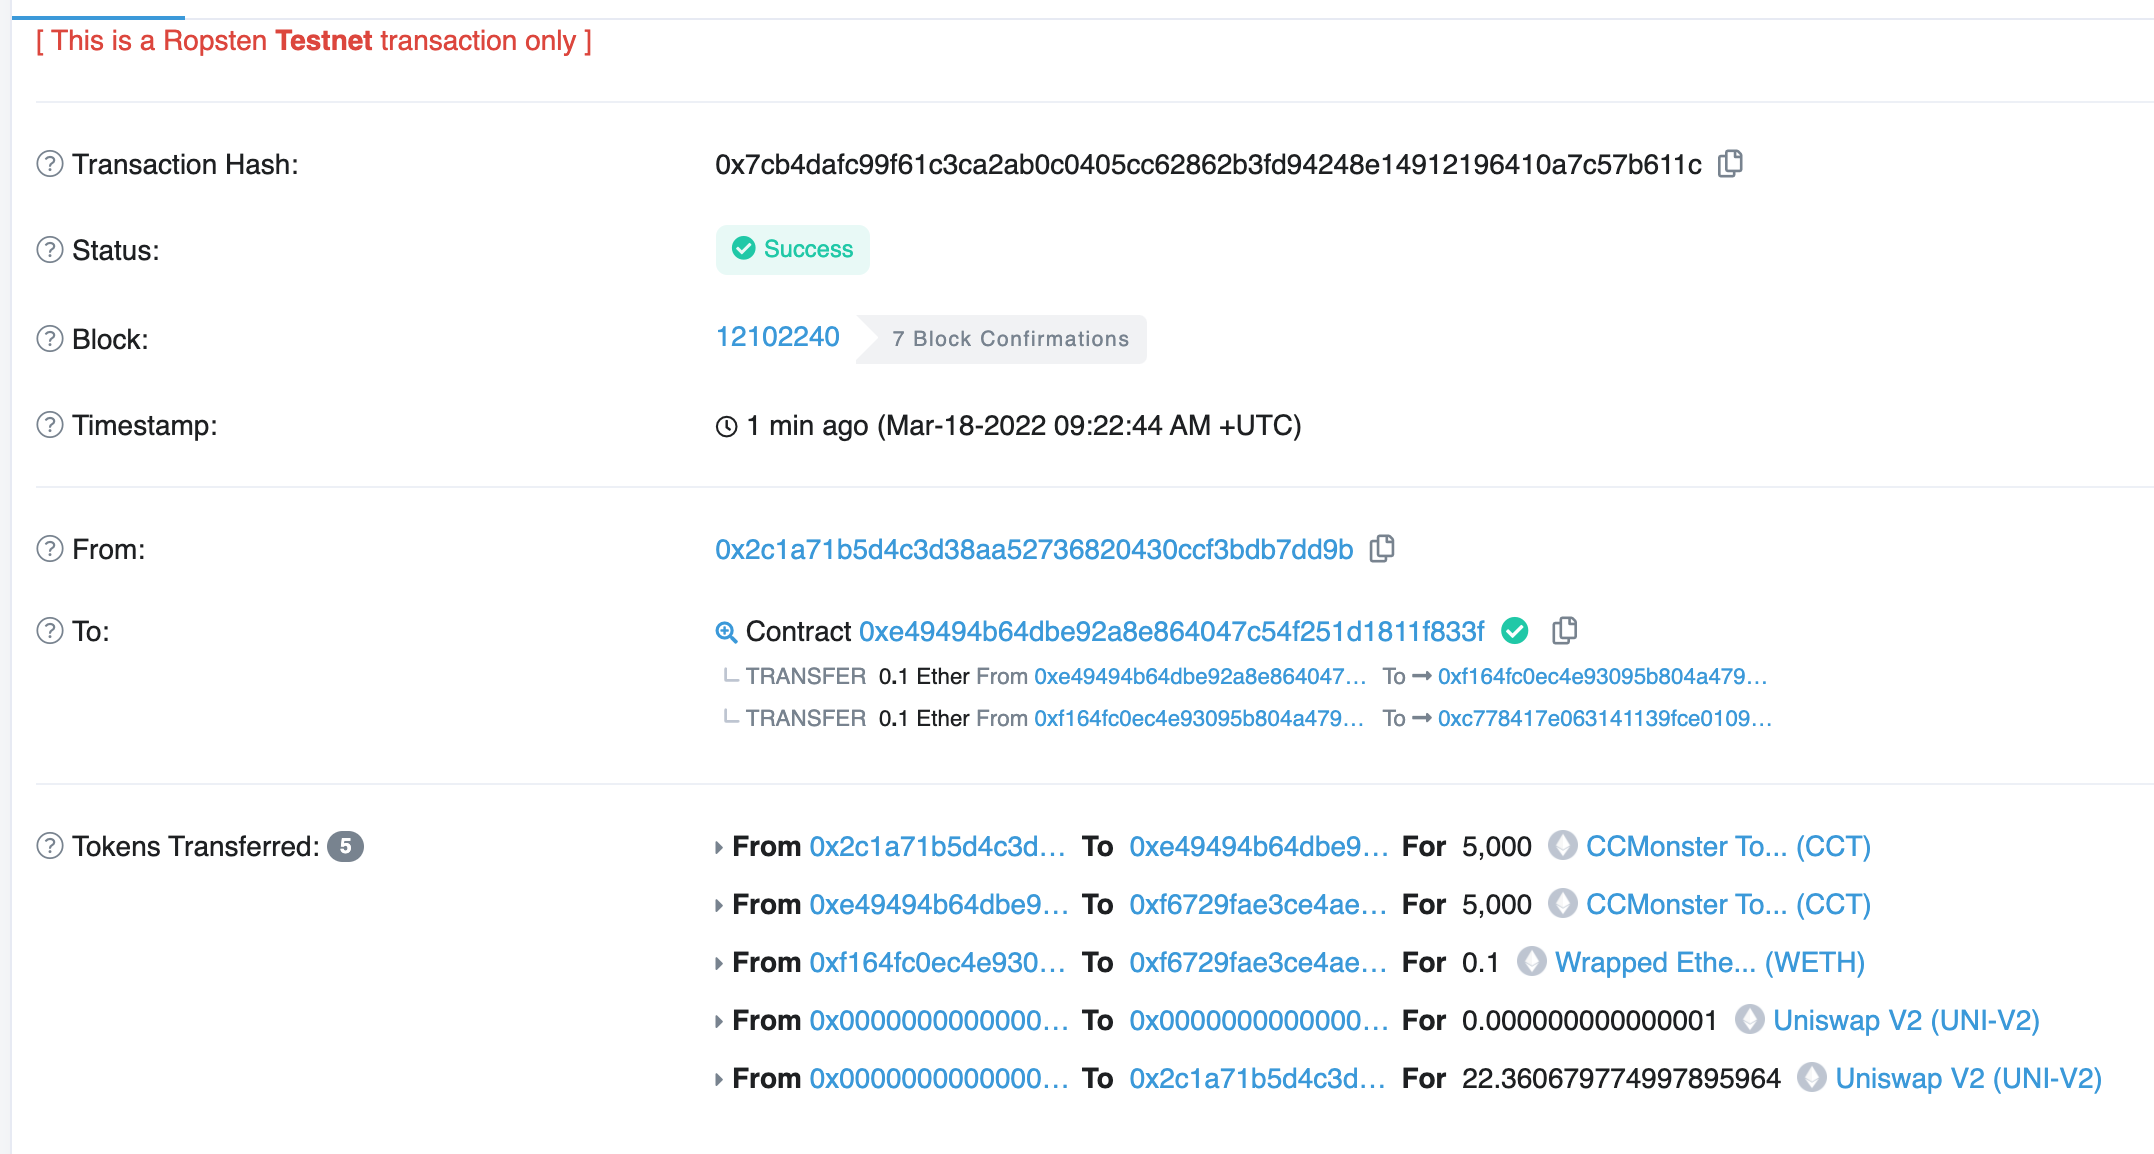 [ This is a Ropsten Testnet transaction only ]
Transaction Hash: 0x7cb4dafc99f61c3ca2ab0c0405cc62862b3fd94248e14912196410a7c57b611c
Status: Success
Block: 12102240 7 Block Confirmations
Timestamp: 1 min ago (Mar-18-2022 09:22:44 AM +UTC)
From: 0x2c1a71b5d4c3d38aa52736820430ccf3bdb7dd9b
To: Contract 0xe49494b64dbe92a8e864047c54f251d1811f833f
TRANSFER 0.1 Ether From 0xe49494b64dbe92a8e864047... To → 0xf164fc0ec4e93095b804a479...
TRANSFER 0.1 Ether From 0xf164fc0ec4e93095b804a479... To → 0xc778417e063141139fce0109...
Tokens Transferred: 5 From 0x2c1a71b5d4c3d... To 0xe49494b64dbe9... For 5,000 CCMonster To... (CCT)
From 0xe49494b64dbe9... To 0xf6729fae3ce4ae... For 5,000 CCMonster To... (CCT)
From 0xf164fc0ec4e930... To 0xf6729fae3ce4ae... For 0.1 Wrapped Ethe... (WETH)
From 0x0000000000000... To 0x0000000000000... For 0.000000000000001 Uniswap V2 (UNI-V2)
From 0x0000000000000... To 0x2c1a71b5d4c3d... For 22.360679774997895964 Uniswap V2 (UNI-V2)